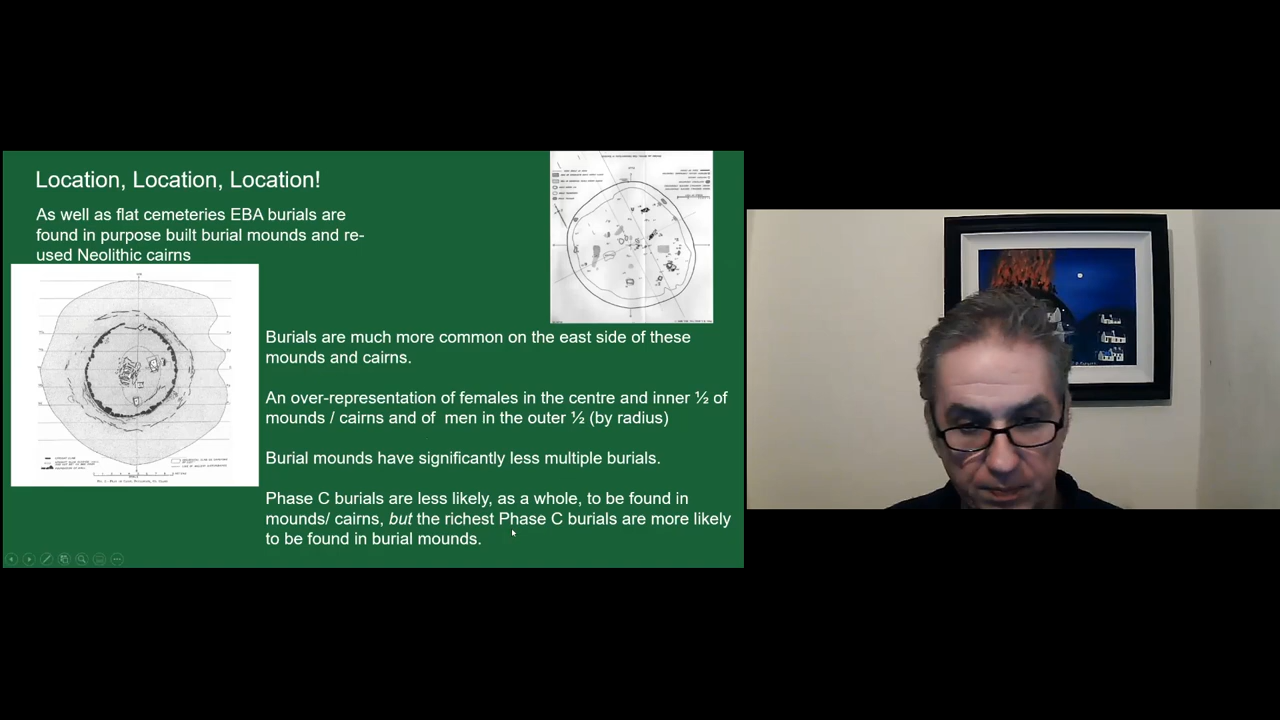 Location, Location, Location!
As well as flat cemeteries EBA burials are
found in purpose built burial mounds and re-
used Neolithic cairns
Burials are much more common on the east side of these
mounds and cairns.
An over-representation of females in the centre and inner ½ of
mounds / cairns and of men in the outer ½ (by radius)
Burial mounds have significantly less multiple burials.
Phase C burials are less likely, as a whole, to be found in
mounds/ cairns, but the richest Phase C burials are more likely
to be found in burial mounds.